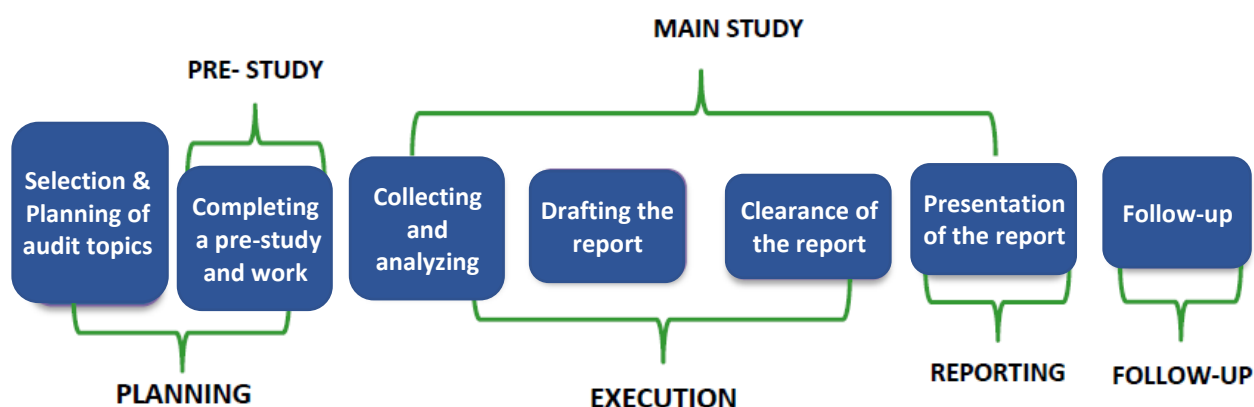 MAIN STUDY
PRE- STUDY
Selection &
Planning of
audit topics
Completing
a pre-study
and work
Collecting
and
analyzing
Drafting the
report
Clearance of
the report
Presentation
of the report
Follow-up
PLANNING
EXECUTION
REPORTING
FOLLOW-UP